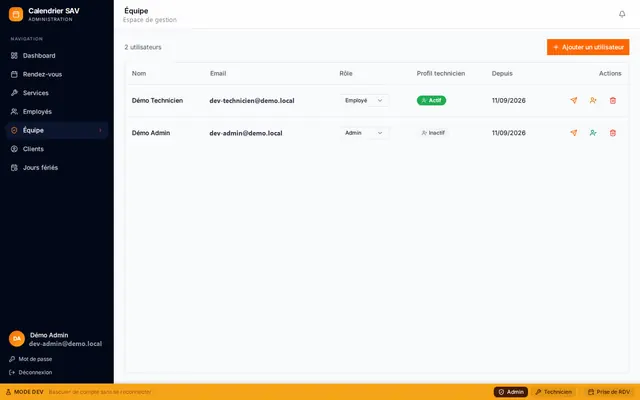 Calendrier SAV
ADMINISTRATION
NAVIGATION
Dashboard
Rendez-vous
Services
Employés
Équipe
Clients
Jours fériés
Démo Admin
DA
dev-admin@demo.local
Mot de passe
Déconnexion
Équipe
Espace de gestion
2 utilisateurs
Ajouter un utilisateur
Nom Email Rôle Profil technicien Depuis Actions
Démo Technicien dev-technicien@demo.local Employé Actif 11/09/2026
Démo Admin dev-admin@demo.local Admin Inactif 11/09/2026
MODE DEV Basculer de compte sans se reconnecter
Admin Technicien Prise de RDV